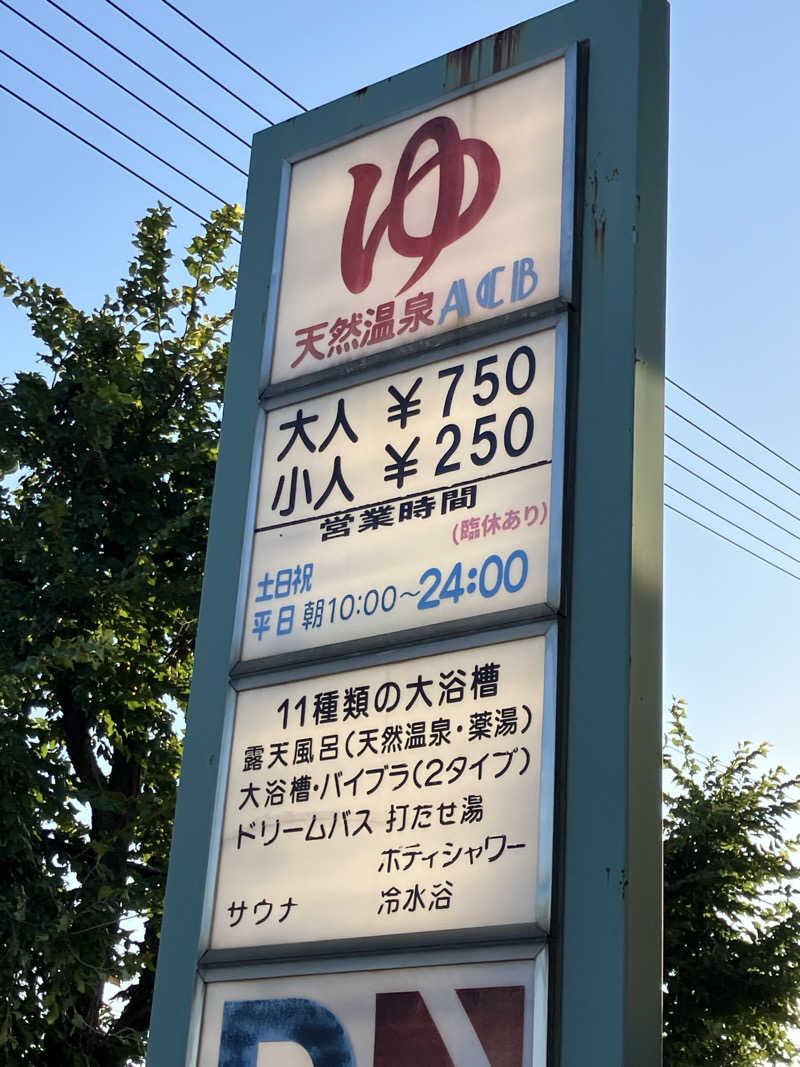 ゆ
天然温泉ACB
大人 ¥750
小人 ¥250
営業時間
(臨休あり)
土日祝
平日 朝10:00〜24:00
11種類の大浴槽
露天風呂(天然温泉・薬湯)
大浴槽・バイブラ(2タイプ)
ドリームバス 打たせ湯
ボディシャワー
サウナ 冷水浴